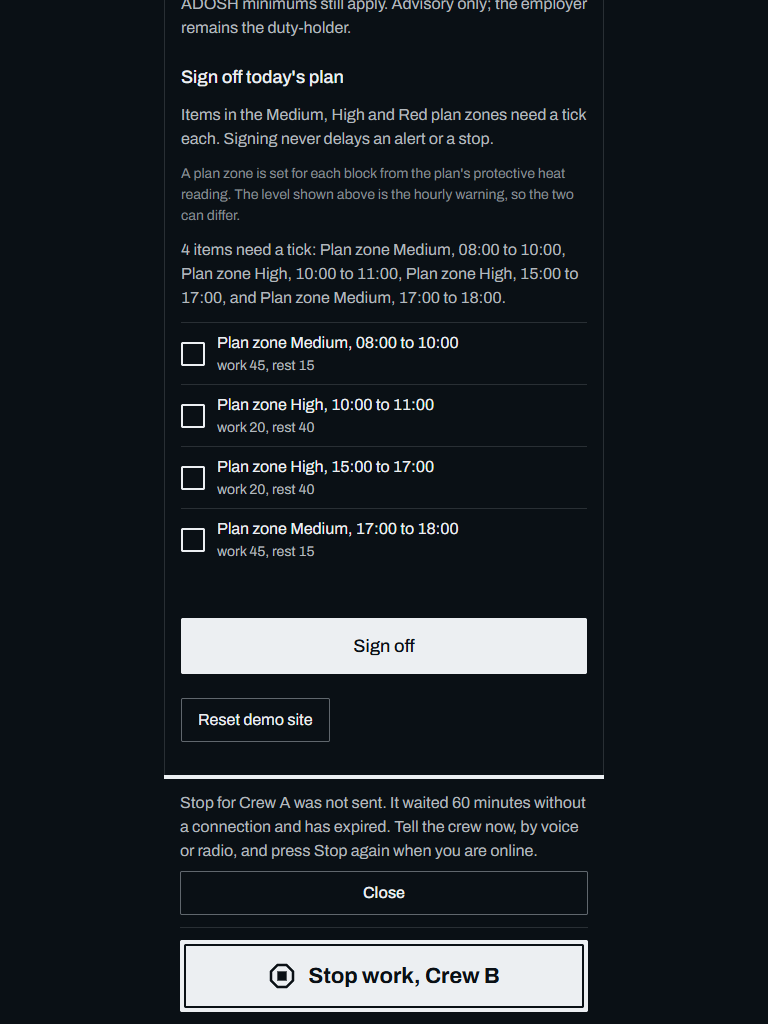 ADOSH minimums still apply. Advisory only; the employer
remains the duty-holder.
Sign off today's plan
Items in the Medium, High and Red plan zones need a tick
each. Signing never delays an alert or a stop.
A plan zone is set for each block from the plan's protective heat
reading. The level shown above is the hourly warning, so the two
can differ.
4 items need a tick: Plan zone Medium, 08:00 to 10:00,
Plan zone High, 10:00 to 11:00, Plan zone High, 15:00 to
17:00, and Plan zone Medium, 17:00 to 18:00.
Plan zone Medium, 08:00 to 10:00
work 45, rest 15
Plan zone High, 10:00 to 11:00
work 20, rest 40
Plan zone High, 15:00 to 17:00
work 20, rest 40
Plan zone Medium, 17:00 to 18:00
work 45, rest 15
Sign off
Reset demo site
Stop for Crew A was not sent. It waited 60 minutes without
a connection and has expired. Tell the crew now, by voice
or radio, and press Stop again when you are online.
Close
Stop work, Crew B